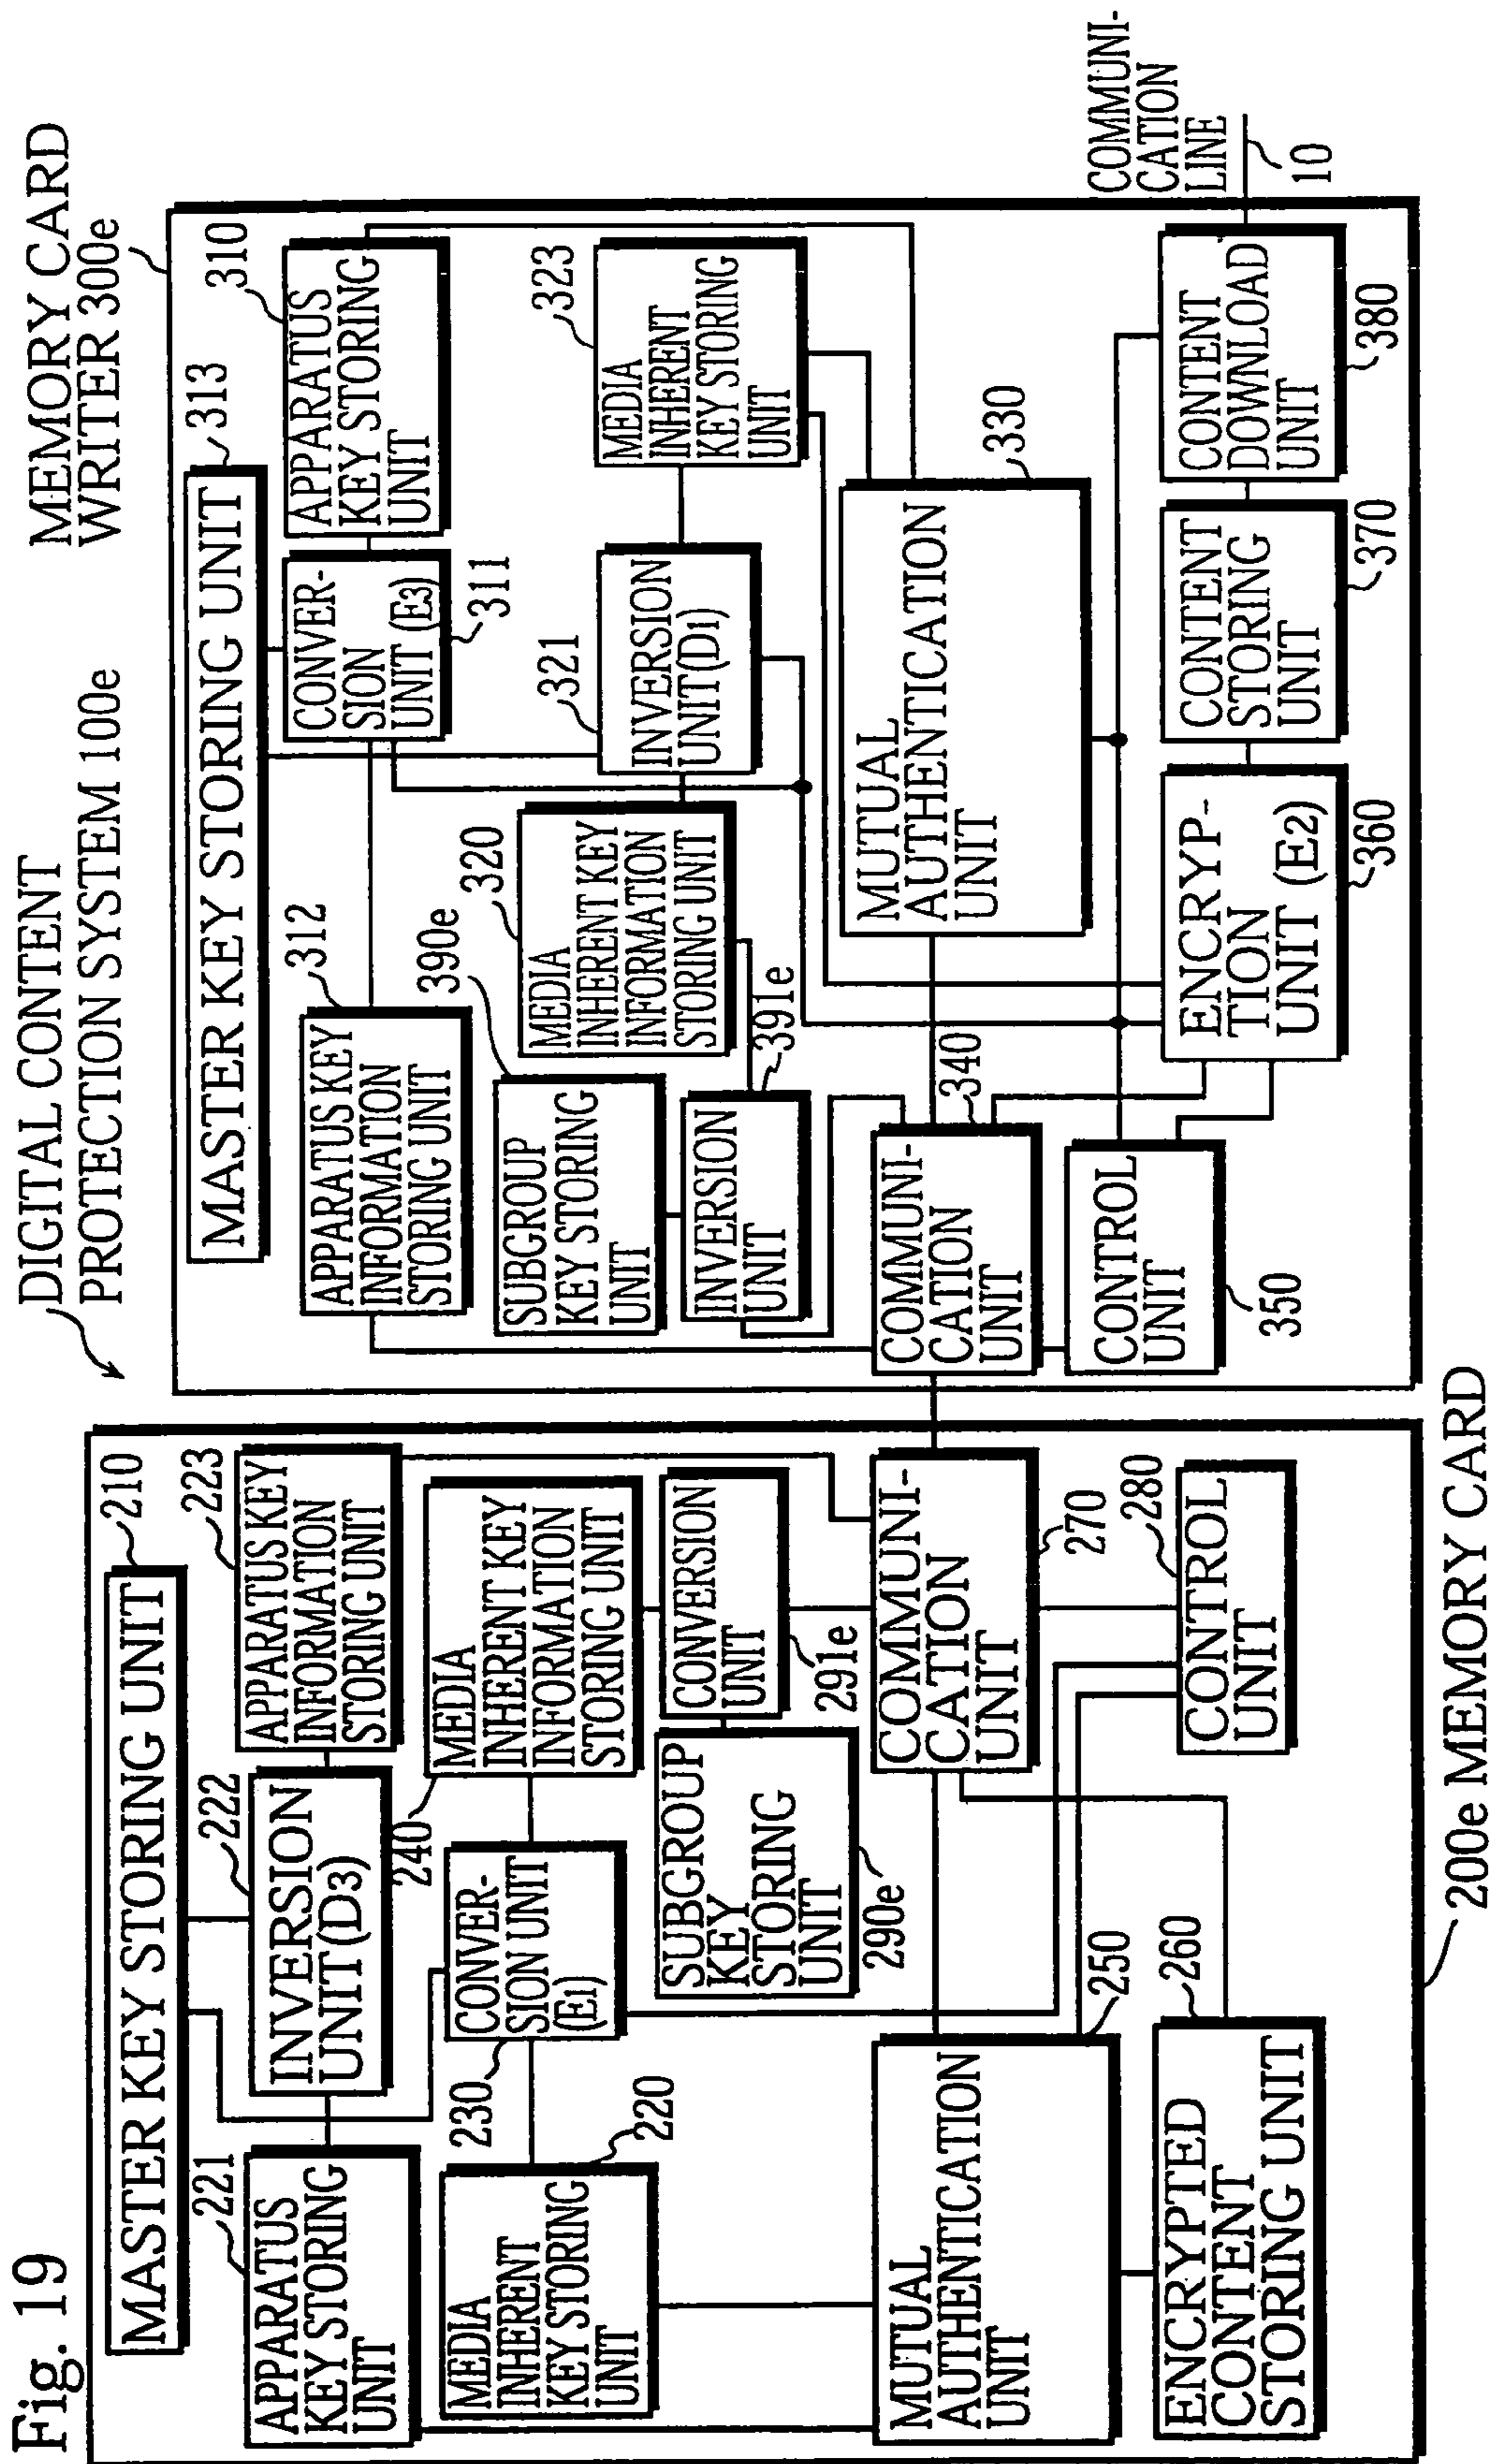 Fig. 19
DIGITAL CONTENT
PROTECTION SYSTEM 100e
MEMORY CARD
WRITER 300e
MASTER KEY STORING UNIT
210
221
APPARATUS
KEY STORING
UNIT
222
INVERSION
UNIT(D3)
223
APPARATUS KEY
INFORMATION
STORING UNIT
MEDIA
INHERENT
KEY STORING
UNIT
220
230
CONVER-
SION UNIT
(E1)
240
MEDIA
INHERENT KEY
INFORMATION
STORING UNIT
SUBGROUP
KEY
STORING
UNIT
290e
CONVERSION
UNIT
291e
MUTUAL
AUTHENTICATION
UNIT
250
COMMUNI-
CATION
UNIT
270
ENCRYPTED
CONTENT
STORING UNIT
260
CONTROL
UNIT
280
200e MEMORY CARD
MASTER KEY STORING UNIT
313
APPARATUS KEY
INFORMATION
STORING UNIT
312
CONVER-
SION
UNIT (E3)
311
APPARATUS
KEY STORING
UNIT
310
SUBGROUP
KEY STORING
UNIT
390e
INVERSION
UNIT
391e
320
MEDIA
INHERENT KEY
INFORMATION
STORING UNIT
321
INVERSION
UNIT(D1)
323
MEDIA
INHERENT
KEY STORING
UNIT
COMMUNI-
CATION
UNIT
340
MUTUAL
AUTHENTICATION
UNIT
330
CONTROL
UNIT
350
ENCRYP-
TION
UNIT (E2)
360
CONTENT
STORING
UNIT
370
CONTENT
DOWNLOAD
UNIT
380
COMMUNI-
CATION
LINE
10